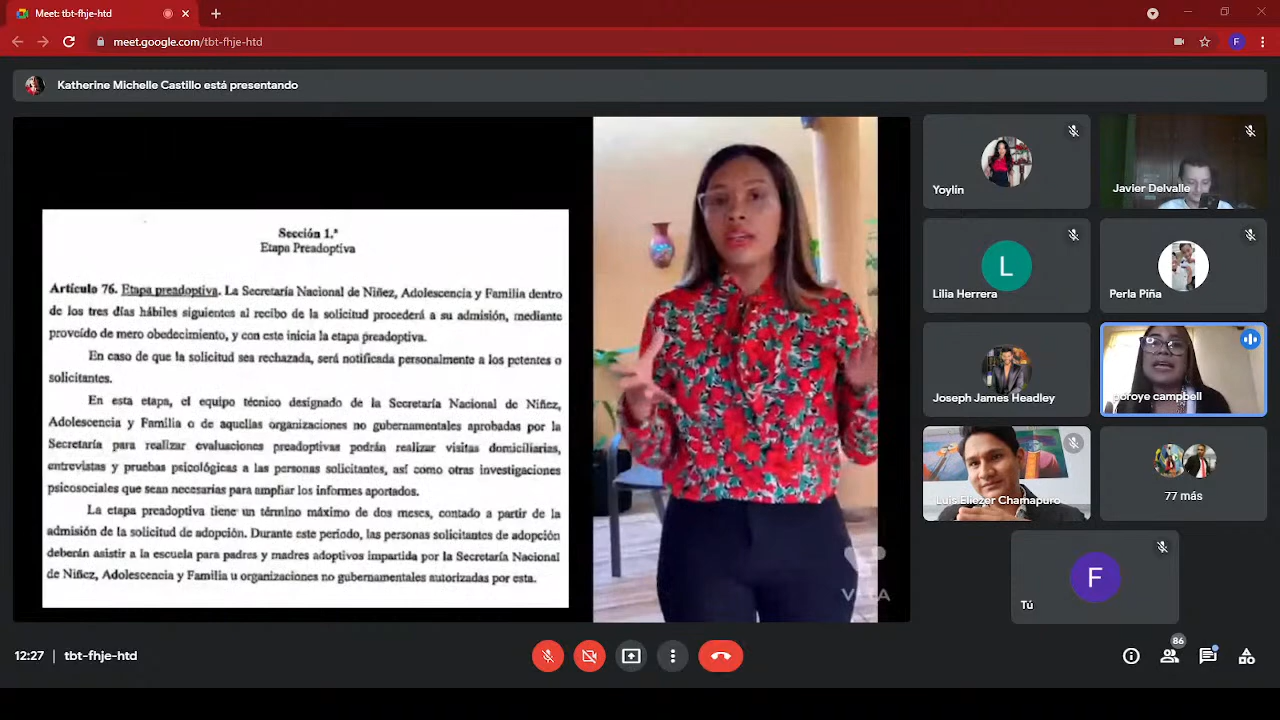 Meet: tbt-fhje-htd
meet.google.com/tbt-fhje-htd
F
Katherine Michelle Castillo está presentando
Sección 1.ª
Etapa Preadoptiva
Artículo 76. Etapa preadoptiva. La Secretaría Nacional de Niñez, Adolescencia y Familia dentro
de los tres días hábiles siguientes al recibo de la solicitud procederá a su admisión, mediante
proveído de mero obedecimiento, y con este inicia la etapa preadoptiva.
En caso de que la solicitud sea rechazada, será notificada personalmente a los petentes o
solicitantes.
En esta etapa, el equipo técnico designado de la Secretaría Nacional de Niñez,
Adolescencia y Familia o de aquellas organizaciones no gubernamentales aprobadas por la
Secretaría para realizar evaluaciones preadoptivas podrán realizar visitas domiciliarias,
entrevistas y pruebas psicológicas a las personas solicitantes, así como otras investigaciones
psicosociales que sean necesarias para ampliar los informes aportados.
La etapa preadoptiva tiene un término máximo de dos meses, contado a partir de la
admisión de la solicitud de adopción. Durante este período, las personas solicitantes de adopción
deberán asistir a la escuela para padres y madres adoptivos impartida por la Secretaría Nacional
de Niñez, Adolescencia y Familia u organizaciones no gubernamentales autorizadas por esta.
VITA
Yoylín
Javier Delvalle
L
Lilia Herrera
Perla Piña
Joseph James Headley
poroye campbell
Luis Eliezer Chamapuro
77 más
F
Tú
12:27 | tbt-fhje-htd
86